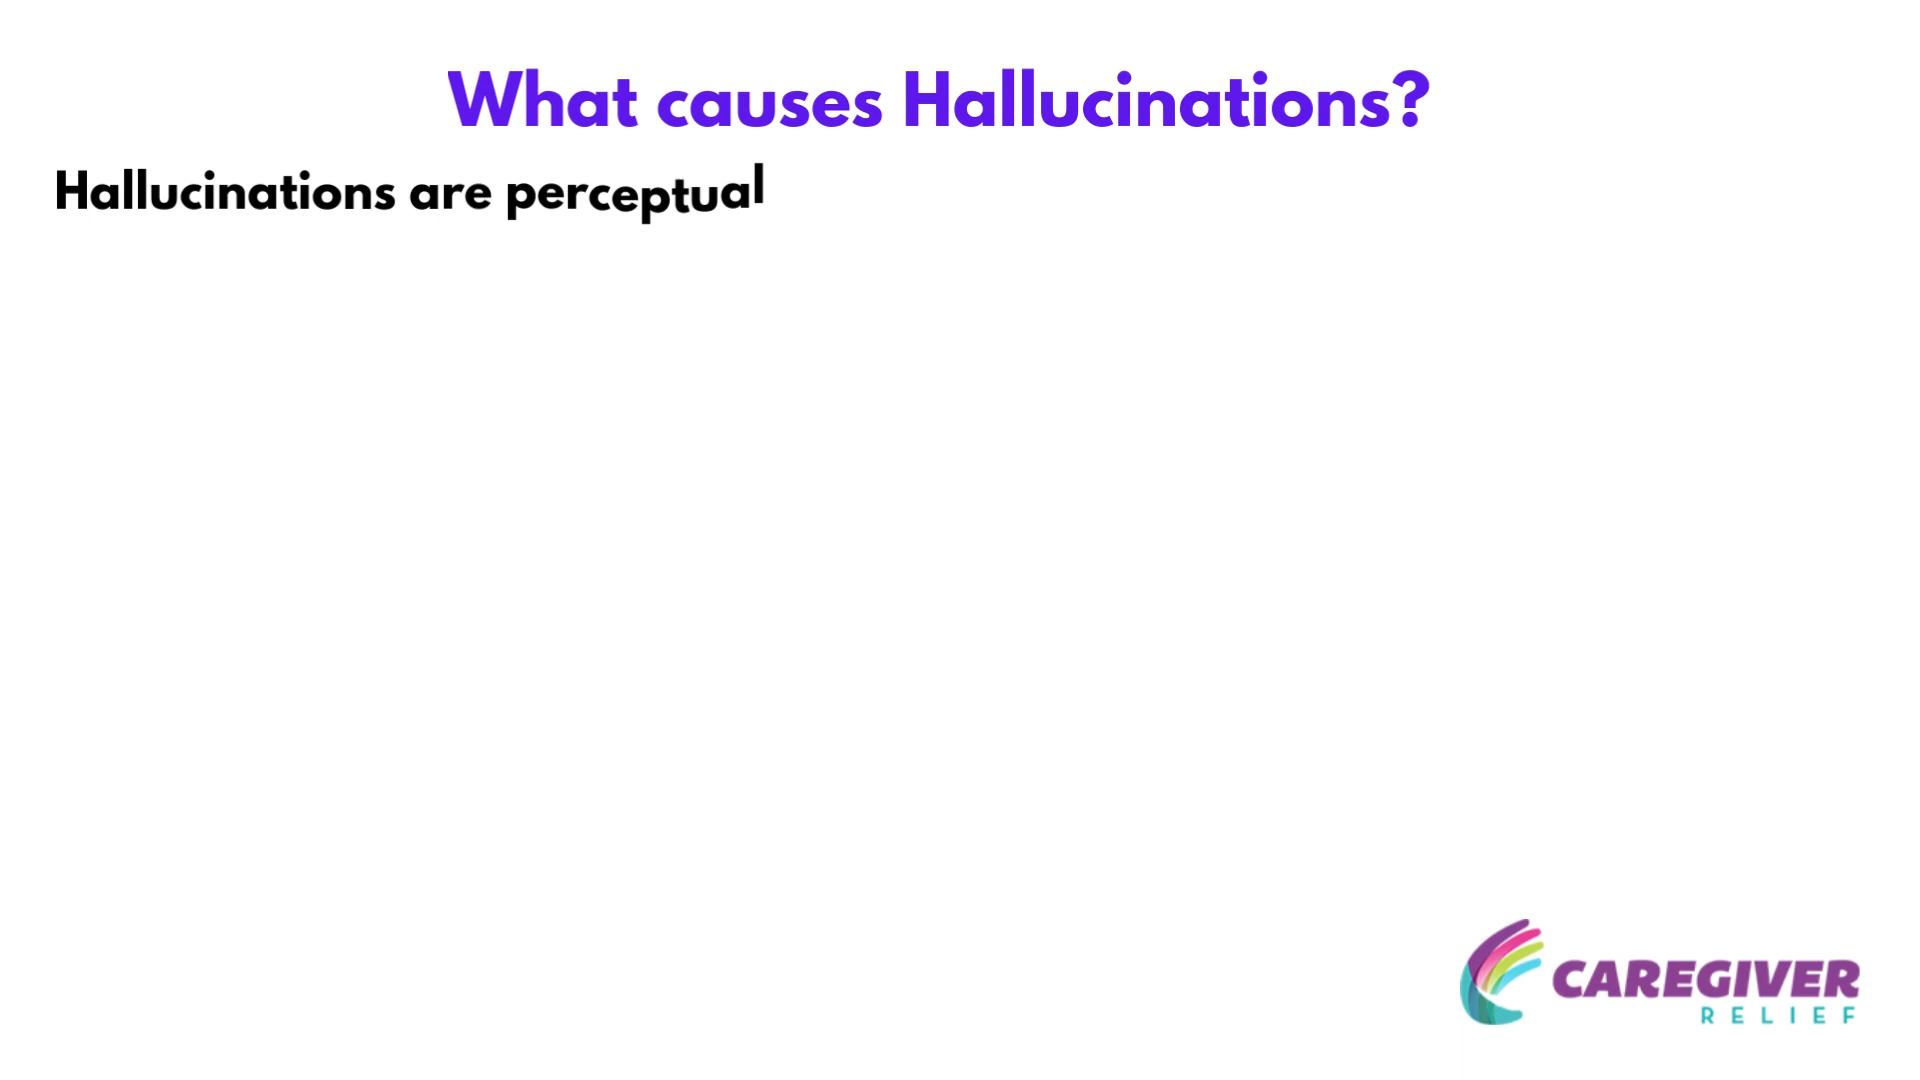 What causes Hallucinations?
Hallucinations are perceptual
CAREGIVER
RELIEF